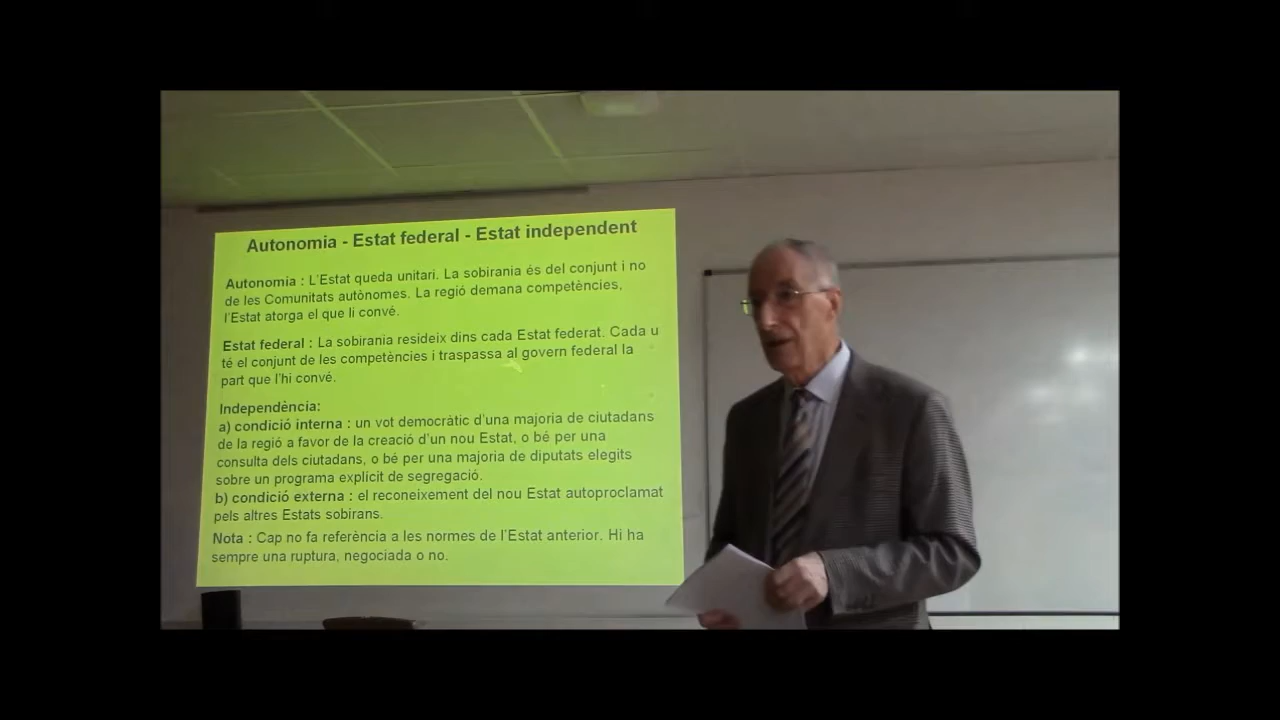 Autonomia - Estat federal - Estat independent
Autonomia : L'Estat queda unitari. La sobirania és del conjunt i no
de les Comunitats autònomes. La regió demana competències,
l'Estat atorga el que li convé.
Estat federal : La sobirania resideix dins cada Estat federat. Cada u
té el conjunt de les competències i traspassa al govern federal la
part que l'hi convé.
Independència:
a) condició interna : un vot democràtic d'una majoria de ciutadans
de la regió a favor de la creació d'un nou Estat, o bé per una
consulta dels ciutadans, o bé per una majoria de diputats elegits
sobre un programa explícit de segregació.
b) condició externa : el reconeixement del nou Estat autoproclamat
pels altres Estats sobirans.
Nota : Cap no fa referència a les normes de l'Estat anterior. Hi ha
sempre una ruptura, negociada o no.